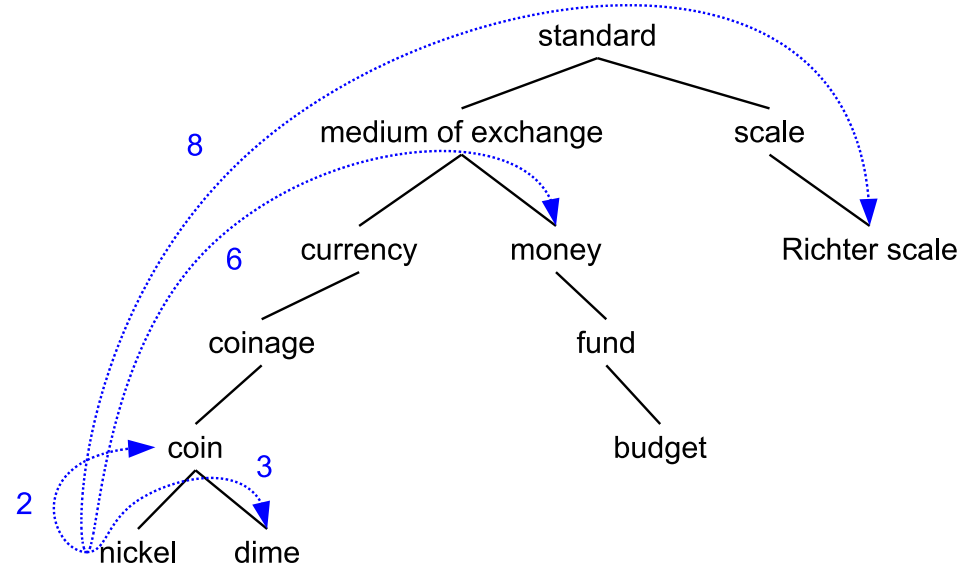 standard
8
medium of exchange
scale
6
currency
money
Richter scale
coinage
fund
coin
budget
2
3
nickel
dime